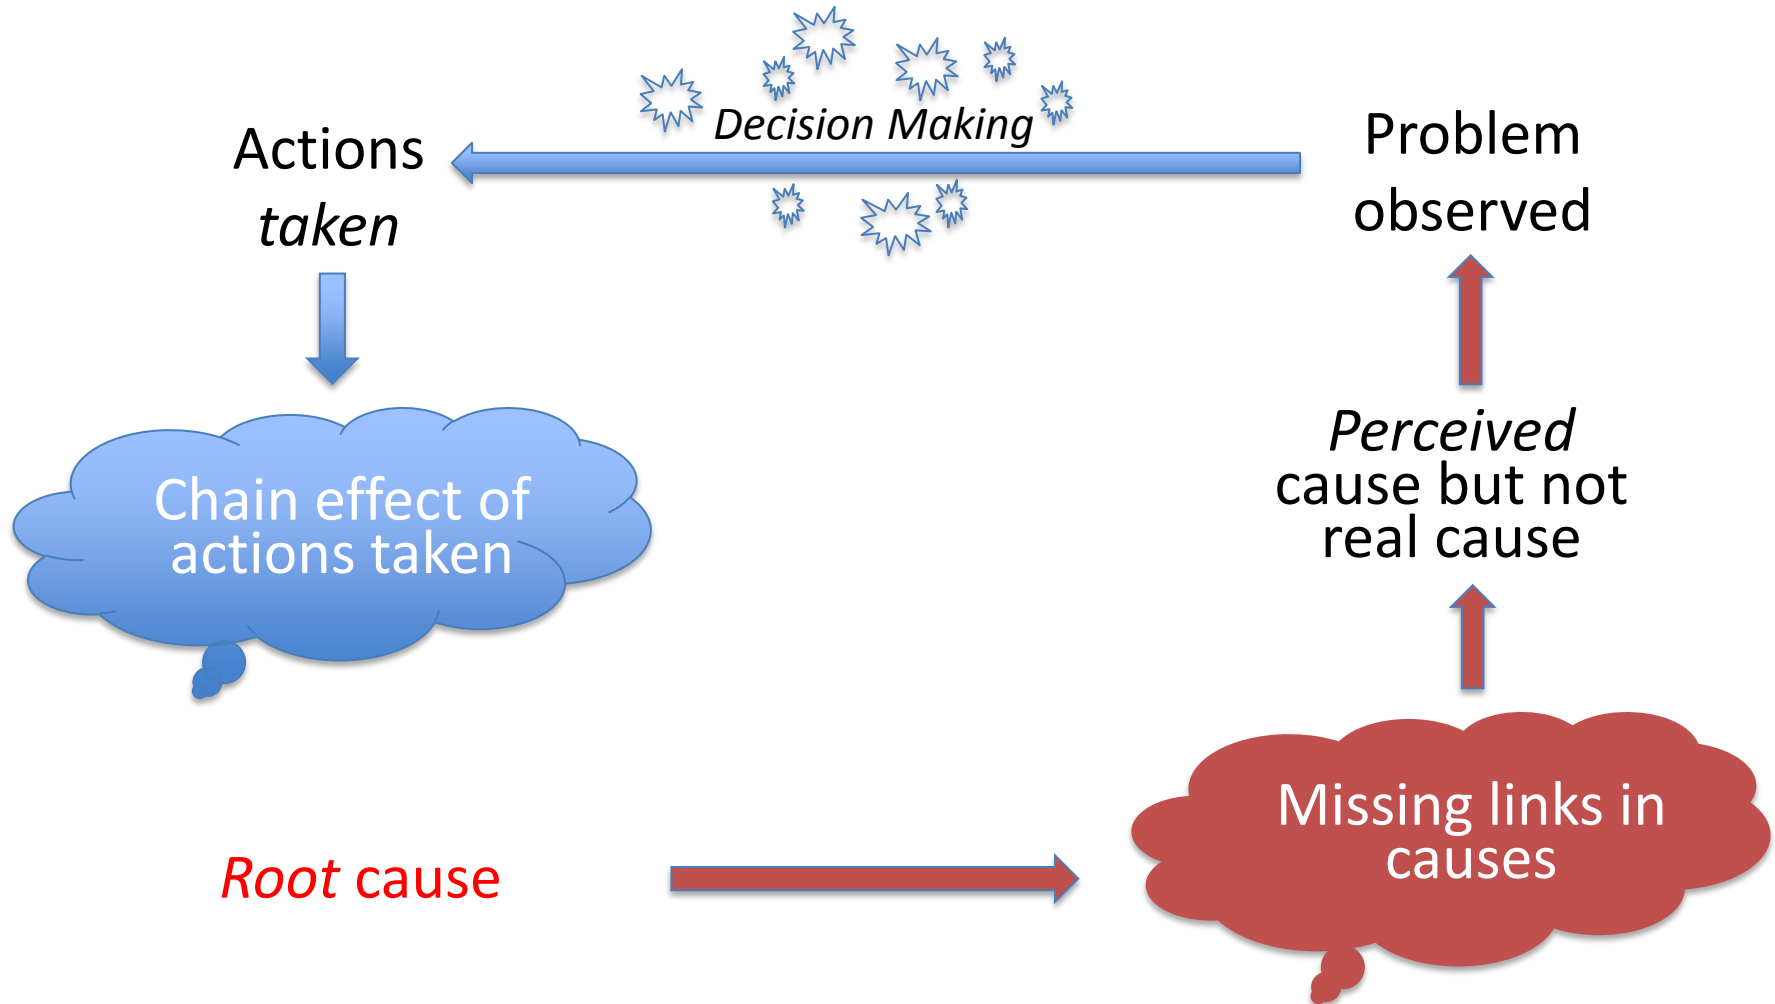 Decision Making
Actions
taken
Problem
observed
Chain effect of
actions taken
Perceived
cause but not
real cause
Missing links in
causes
Root cause